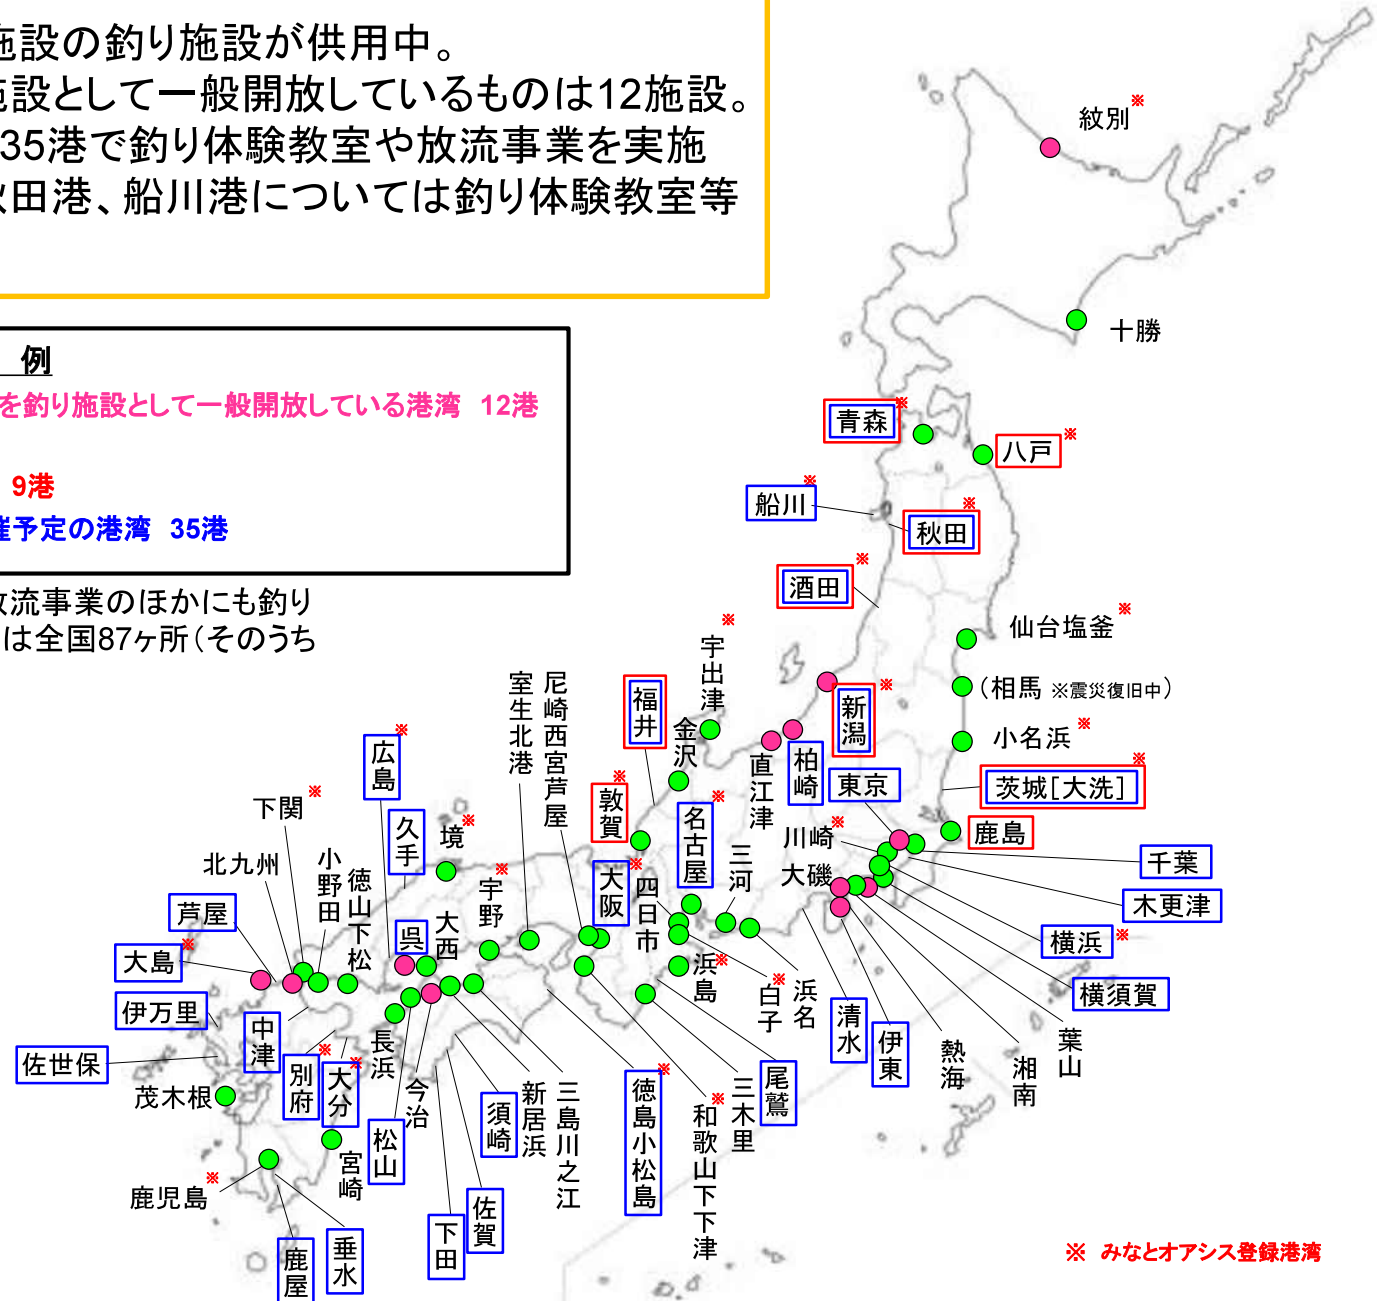 施設の釣り施設が供用中。
施設として一般開放しているものは12施設。
35港で釣り体験教室や放流事業を実施
秋田港、船川港については釣り体験教室等
例
を釣り施設として一般開放している港湾 12港
9港
催予定の港湾 35港
放流事業のほかにも釣り
は全国87ヶ所（そのうち
紋別※
十勝
青森※
八戸※
船川※
秋田※
酒田※
仙台塩釜※
（相馬 ※震災復旧中）
小名浜※
茨城[大洗]※
鹿島
新潟※
柏崎
直江津
宇出津※
金沢
福井
敦賀※
東京
川崎※
大磯
千葉
木更津
横浜※
横須賀
葉山
湘南
熱海
伊東
清水
浜名
三河
名古屋※
四日市
白子※
浜島※
尾鷲
三木里
和歌山下津※
大阪※
尼崎西宮芦屋
室生北港
宇野※
境※
久手
広島※
呉
大西
徳山下松
小野田
下関※
北九州
芦屋
大島※
伊万里
佐世保
茂木根
中津
別府※
大分※
宮崎
鹿児島※
鹿屋
垂水
長浜
松山
今治
新居浜
三島川之江
徳島小松島※
須崎
佐賀
下田
※ みなとオアシス登録港湾